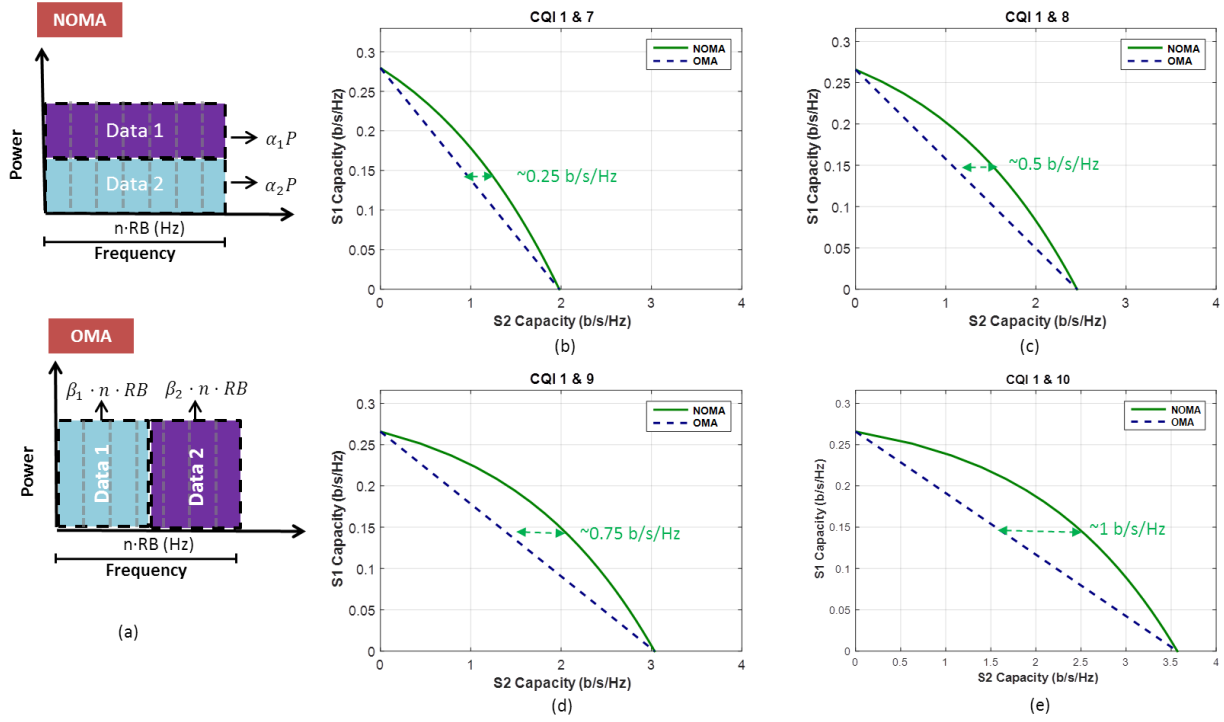 NOMA
Power
Data 1
Data 2
α₁P
α₂P
n·RB (Hz)
Frequency
OMA
β₁ · n · RB
β₂ · n · RB
Power
Data 1
Data 2
n·RB (Hz)
Frequency
(a)
CQI 1 & 7
NOMA
OMA
S1 Capacity (b/s/Hz)
0.3
0.25
0.2
0.15
0.1
0.05
0
~0.25 b/s/Hz
0 1 2 3 4
S2 Capacity (b/s/Hz)
(b)
CQI 1 & 8
NOMA
OMA
S1 Capacity (b/s/Hz)
0.3
0.25
0.2
0.15
0.1
0.05
0
~0.5 b/s/Hz
0 1 2 3 4
S2 Capacity (b/s/Hz)
(c)
CQI 1 & 9
NOMA
OMA
S1 Capacity (b/s/Hz)
0.3
0.25
0.2
0.15
0.1
0.05
0
~0.75 b/s/Hz
0 1 2 3 4
S2 Capacity (b/s/Hz)
(d)
CQI 1 & 10
NOMA
OMA
S1 Capacity (b/s/Hz)
0.3
0.25
0.2
0.15
0.1
0.05
0
~1 b/s/Hz
0 0.5 1 1.5 2 2.5 3 3.5 4
S2 Capacity (b/s/Hz)
(e)